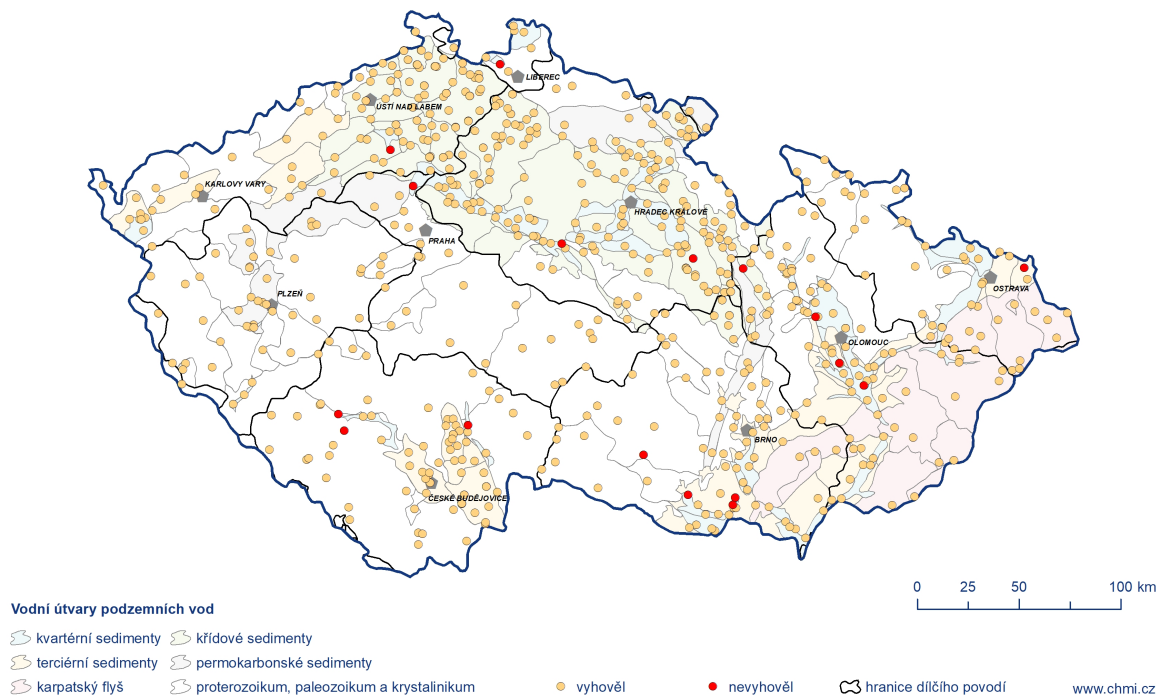 LIBEREC
ÚSTÍ NAD LABEM
KARLOVY VARY
HRADEC KRÁLOVÉ
PRAHA
PLZEŇ
OSTRAVA
OLOMOUC
BRNO
ČESKÉ BUDĚJOVICE
0 25 50 100 km
Vodní útvary podzemních vod
kvartérní sedimenty křídové sedimenty
terciérní sedimenty permokarbonské sedimenty
karpatský flyš proterozoikum, paleozoikum a krystalinikum vyhověl nevyhověl hranice dílčího povodí www.chmi.cz